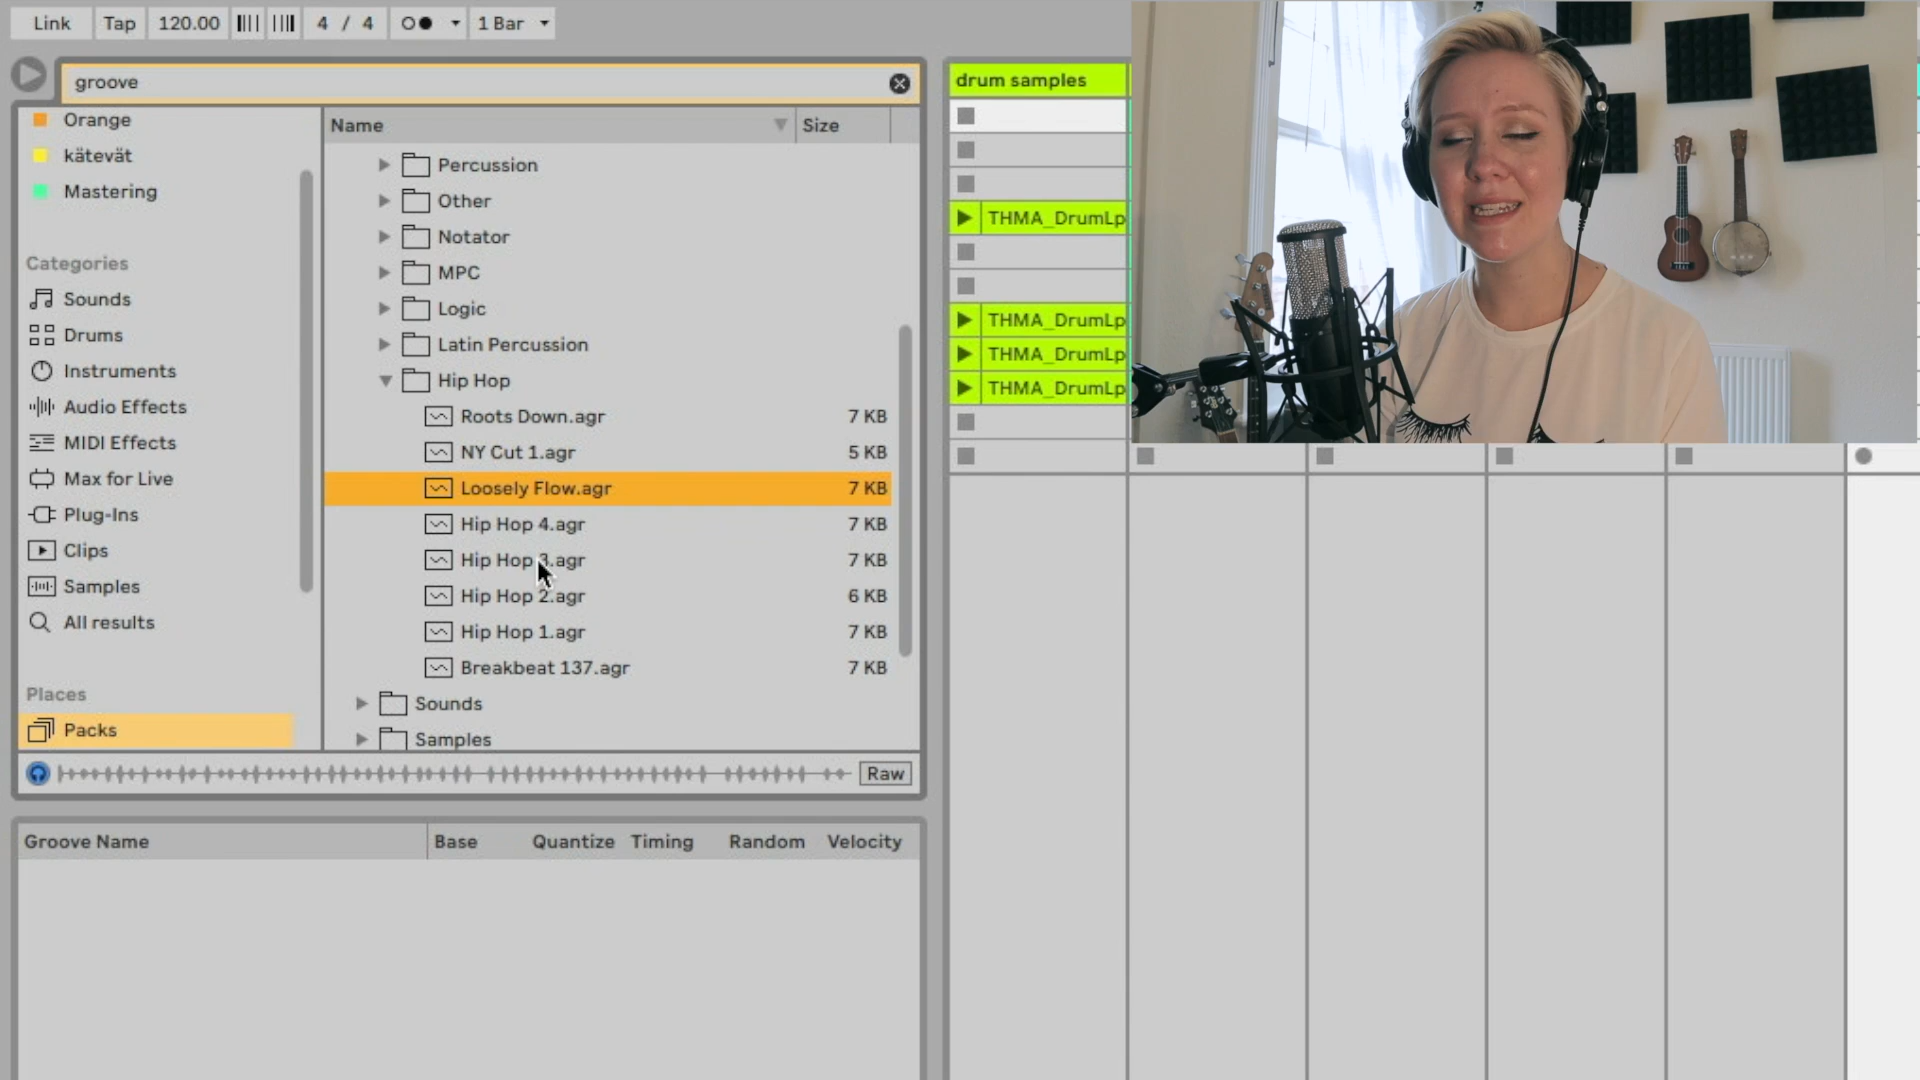 Link Tap 120.00 4 / 4 1 Bar
groove
Orange
kätevät
Mastering
Categories
Sounds
Drums
Instruments
Audio Effects
MIDI Effects
Max for Live
Plug-Ins
Clips
Samples
All results
Places
Packs
Name Size
Percussion
Other
Notator
MPC
Logic
Latin Percussion
Hip Hop
Roots Down.agr 7 KB
NY Cut 1.agr 5 KB
Loosely Flow.agr 7 KB
Hip Hop 4.agr 7 KB
Hip Hop 3.agr 7 KB
Hip Hop 2.agr 6 KB
Hip Hop 1.agr 7 KB
Breakbeat 137.agr 7 KB
Sounds
Samples
Raw
Groove Name Base Quantize Timing Random Velocity
drum samples
THMA_DrumLp
THMA_DrumLp
THMA_DrumLp
THMA_DrumLp